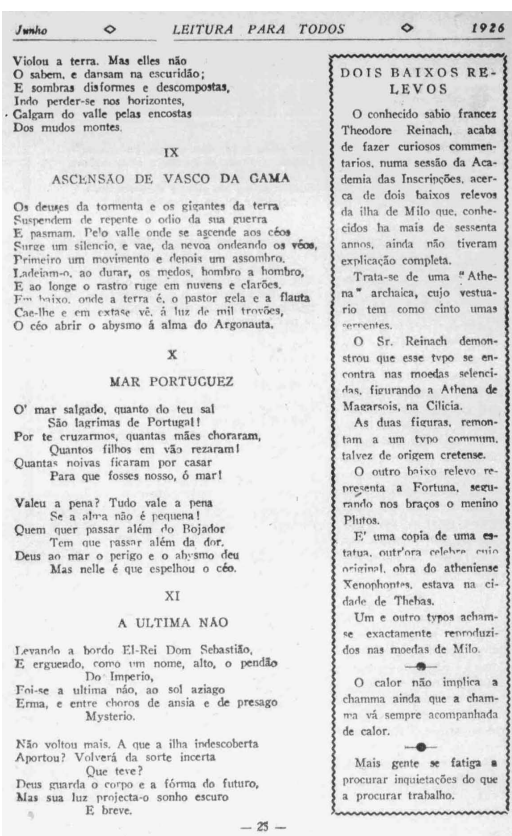 Junho
LEITURA PARA TODOS
1926
Violou a terra. Mas elles não
O sabem, e dansam na escuridão;
E sombras disformes e descompostas,
Indo perder-se nos horizontes,
Galgam do valle pelas encostas
Dos mudos montes.
IX
ASCENSÃO DE VASCO DA GAMA
Os deuses da tormenta e os gigantes da terra
Suspendem de repente o odio da sua guerra
E pasmam. Pelo valle onde se ascende aos céos
Surge um silencio, e vae, da nevoa ondeando os véos,
Primeiro um movimento e depois um assombro.
Ladeiam-o, ao durar, os medos, hombro a hombro,
E ao longe o rastro ruge em nuvens e clarões.
Em baixo, onde a terra é, o pastor gela e a flauta
Cae-lhe e em extase vê, á luz de mil trovões,
O céo abrir o abysmo á alma do Argonauta.
X
MAR PORTUGUEZ
O' mar salgado, quanto do teu sal
São lagrimas de Portugal!
Por te cruzarmos, quantas mães choraram,
Quantos filhos em vão rezaram!
Quantas noivas ficaram por casar
Para que fosses nosso, ó mar!
Valeu a pena? Tudo vale a pena
Se a alma não é pequena!
Quem quer passar além do Bojador
Tem que passar além da dor.
Deus ao mar o perigo e o abysmo deu
Mas nelle é que espelhou o céo.
XI
A ULTIMA NÃO
Levando a bordo El-Rei Dom Sebastião,
E erguendo, como um nome, alto, o pendão
Do Imperio,
Foi-se a ultima não, ao sol aziago
Erma, e entre choros de ansia e de presago
Mysterio.
Não voltou mais. A que a ilha indescoberta
Aportou? Volverá da sorte incerta
Que teve?
Deus guarda o corpo e a fórma do futuro,
Mas sua luz projecta-o sonho escuro
E breve.
DOIS BAIXOS RE-
LEVOS
O conhecido sabio francez
Theodore Reinach, acaba
de fazer curiosos commen-
tarios, numa sessão da Aca-
demia das Inscripções, acer-
ca de dois baixos relevos
da ilha de Milo que, conhe-
cidos ha mais de sessenta
annos, ainda não tiveram
explicação completa.
Trata-se de uma "Athe-
na" archaica, cujo vestua-
rio tem como cinto umas
serpentes.
O Sr. Reinach demon-
strou que esse typo se en-
contra nas moedas selenci-
das, figurando a Athena de
Magarsois, na Cilicia.
As duas figuras, remon-
tam a um typo commum,
talvez de origem cretense.
O outro baixo relevo re-
presenta a Fortuna, segu-
rando nos braços o menino
Plutos.
E' uma copia de uma es-
tatua, outr'ora celebre cujo
original, obra do atheniense
Xenophontes, estava na ci-
dade de Thebas.
Um e outro typos acham-
se exactamente reproduzi-
dos nas moedas de Milo.
O calor não implica a
chamma ainda que a cham-
ma vá sempre acompanhada
de calor.
Mais gente se fatiga a
procurar inquietações do que
a procurar trabalho.
— 25 —